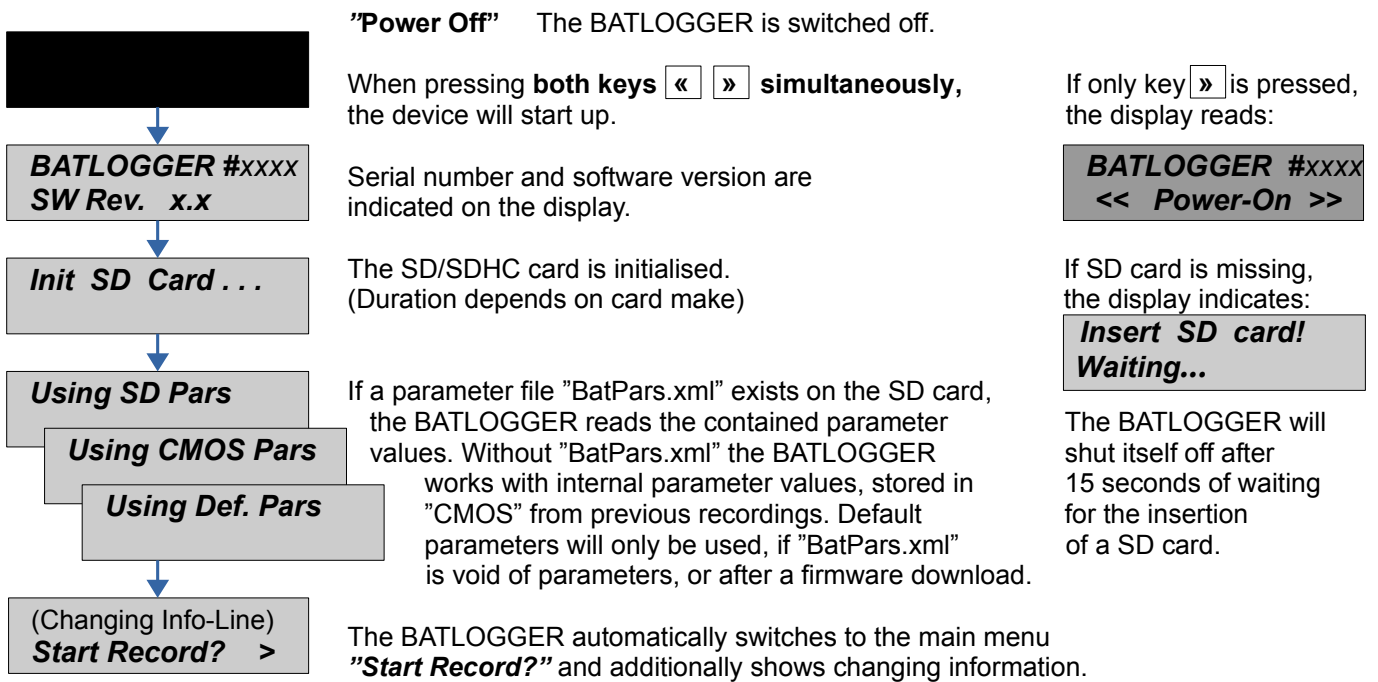 ”Power Off” The BATLOGGER is switched off.
When pressing both keys « » simultaneously,
the device will start up.
If only key » is pressed,
the display reads:
BATLOGGER #xxxx
SW Rev. x.x
Serial number and software version are
indicated on the display.
BATLOGGER #xxxx
<< Power-On >>
Init SD Card . . .
The SD/SDHC card is initialised.
(Duration depends on card make)
If SD card is missing,
the display indicates:
Insert SD card!
Waiting...
Using SD Pars
Using CMOS Pars
Using Def. Pars
If a parameter file ”BatPars.xml” exists on the SD card,
the BATLOGGER reads the contained parameter
values. Without ”BatPars.xml” the BATLOGGER
works with internal parameter values, stored in
”CMOS” from previous recordings. Default
parameters will only be used, if ”BatPars.xml”
is void of parameters, or after a firmware download.
The BATLOGGER will
shut itself off after
15 seconds of waiting
for the insertion
of a SD card.
(Changing Info-Line)
Start Record? >
The BATLOGGER automatically switches to the main menu
”Start Record?” and additionally shows changing information.